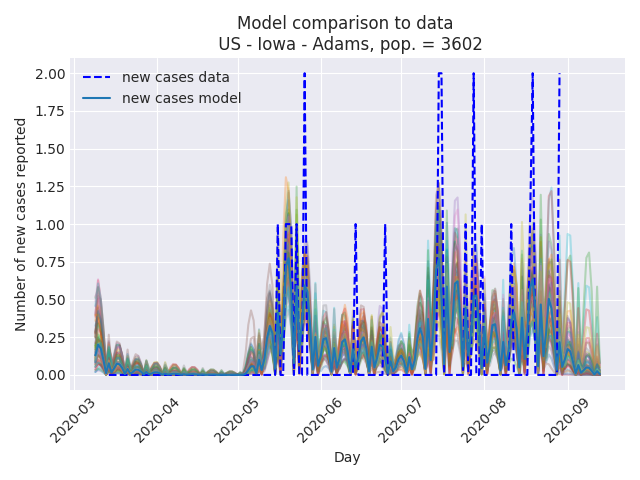 Model comparison to data
US - Iowa - Adams, pop. = 3602
new cases data
new cases model
2.00
1.75
1.50
1.25
1.00
0.75
0.50
0.25
0.00
Number of new cases reported
2020-03
2020-04
2020-05
2020-06
2020-07
2020-08
2020-09
Day